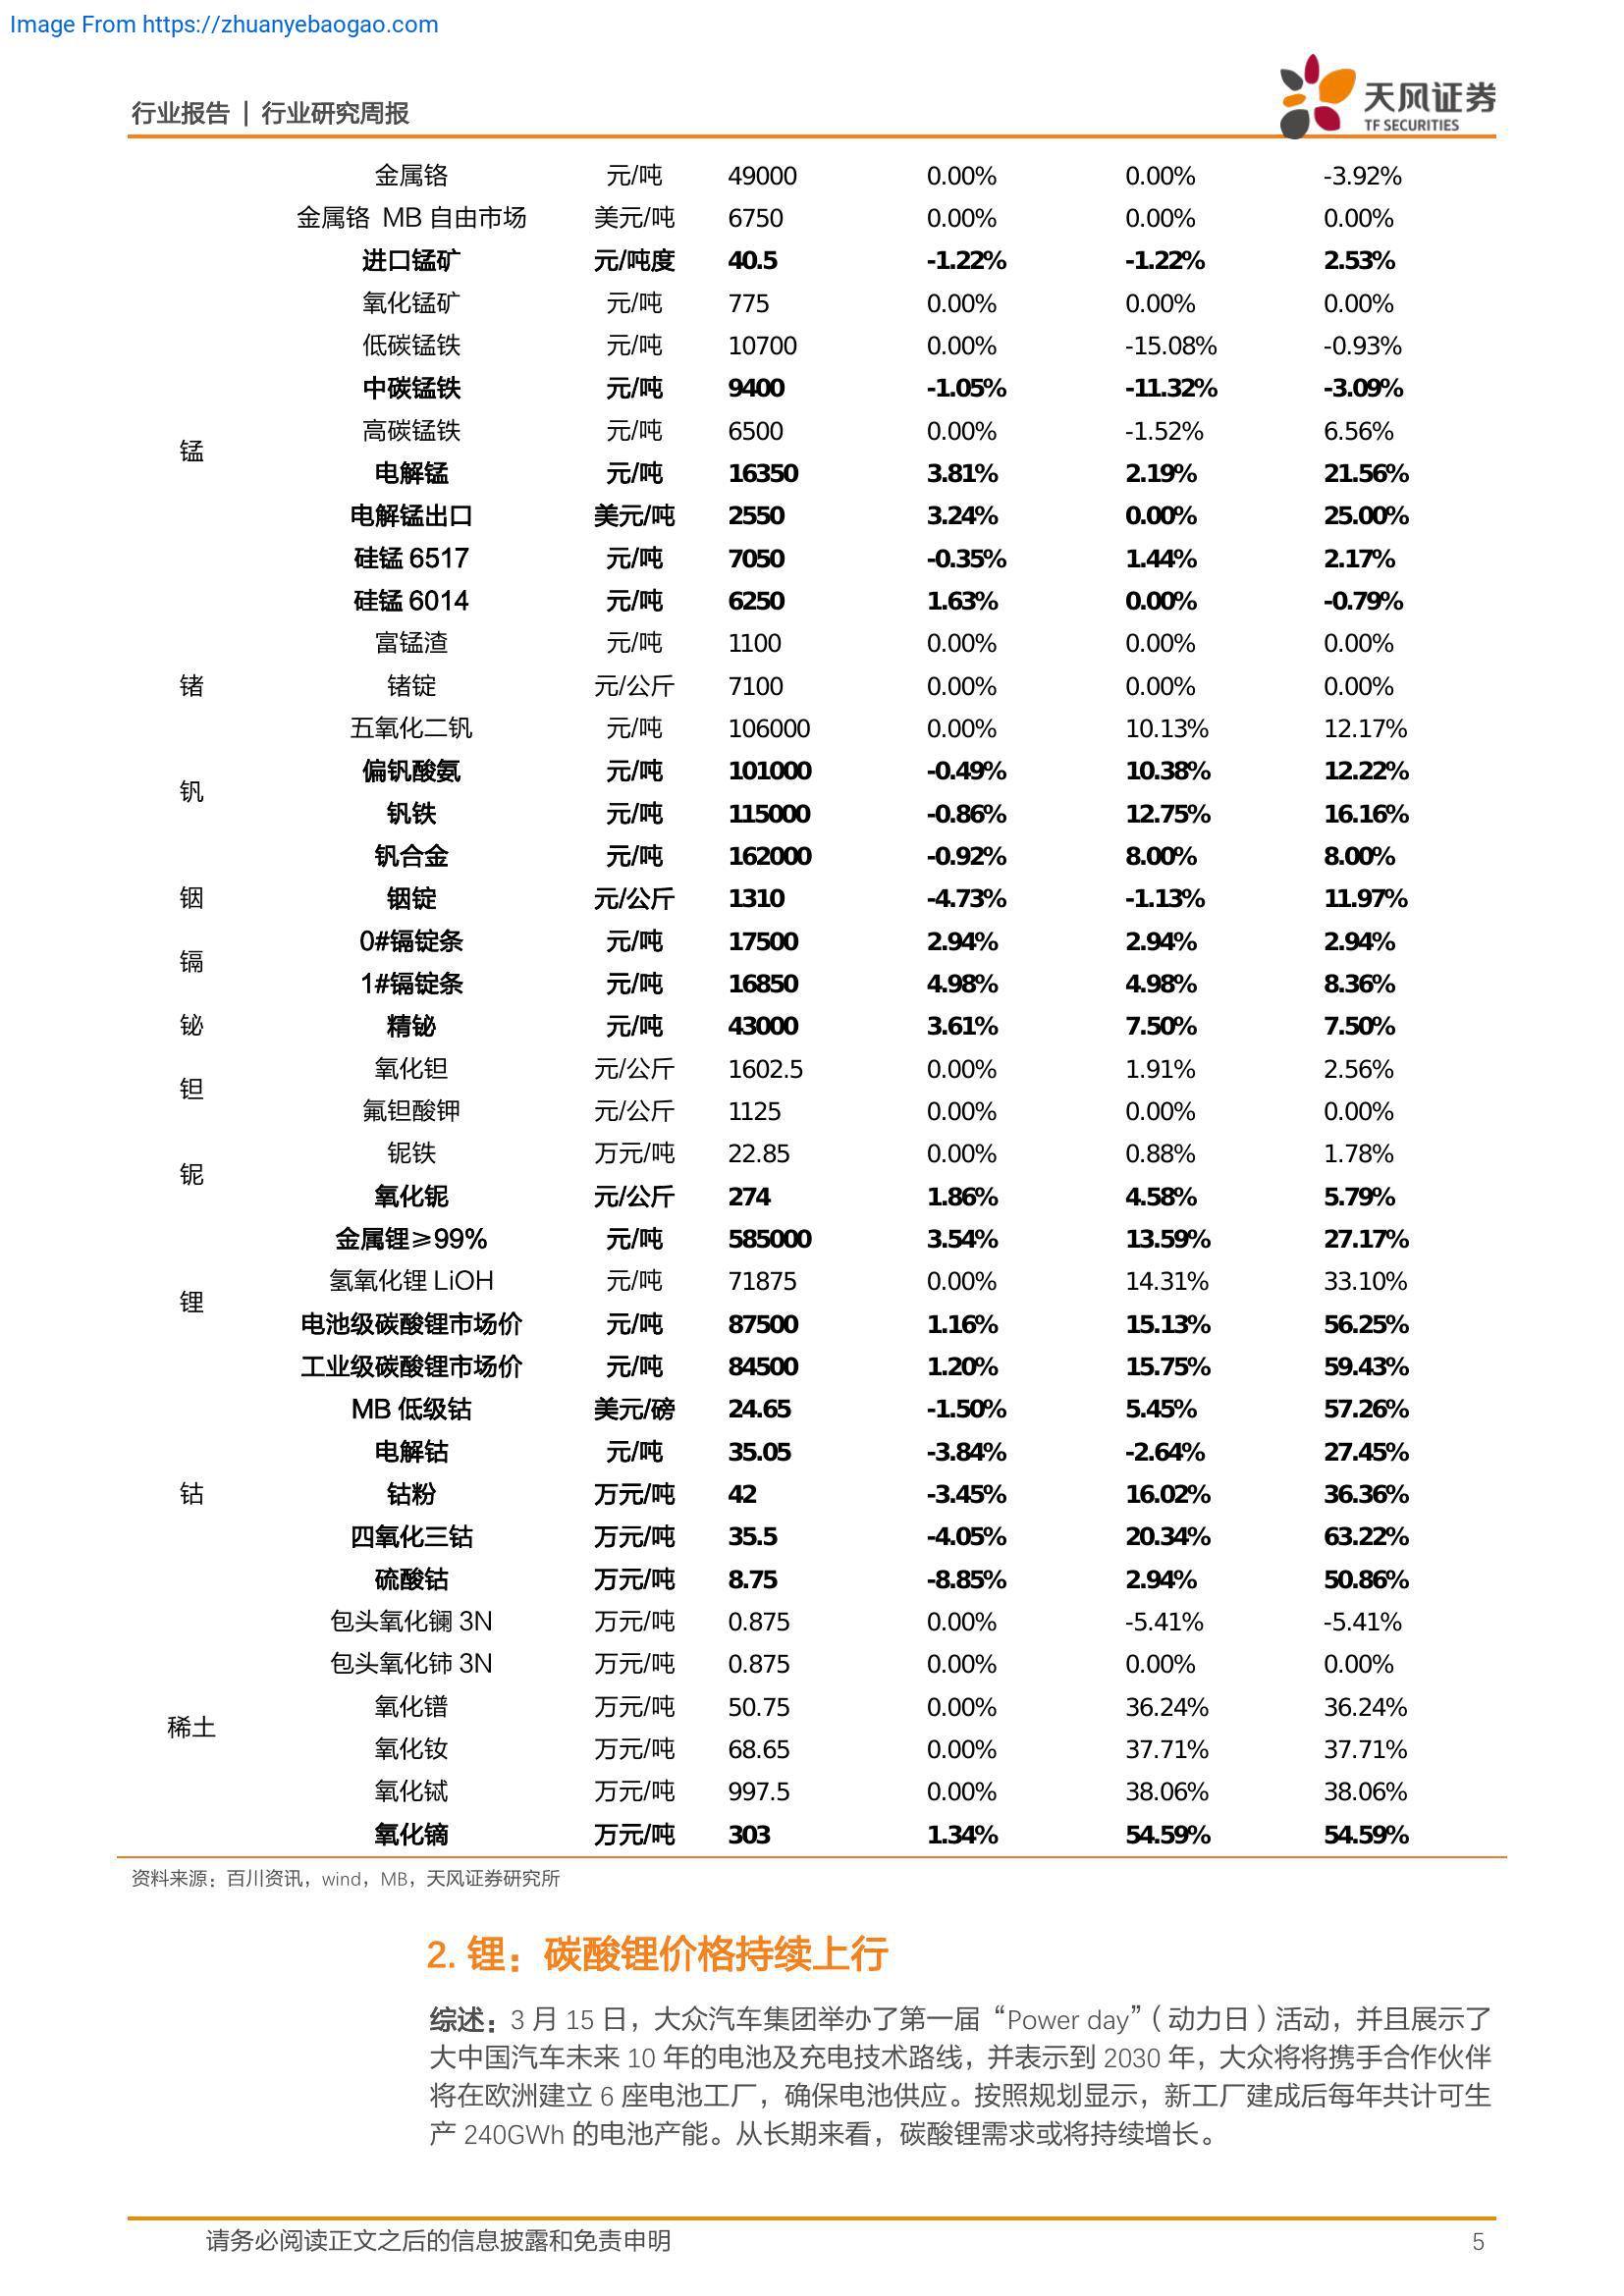 Image From https://zhuanyebaogao.com
行业报告 | 行业研究周报
天风证券
TF SECURITIES
金属铬 元/吨 49000 0.00% 0.00% -3.92%
金属铬 MB 自由市场 美元/吨 6750 0.00% 0.00% 0.00%
进口锰矿 元/吨度 40.5 -1.22% -1.22% 2.53%
氧化锰矿 元/吨 775 0.00% 0.00% 0.00%
低碳锰铁 元/吨 10700 0.00% -15.08% -0.93%
中碳锰铁 元/吨 9400 -1.05% -11.32% -3.09%
高碳锰铁 元/吨 6500 0.00% -1.52% 6.56%
锰
电解锰 元/吨 16350 3.81% 2.19% 21.56%
电解锰出口 美元/吨 2550 3.24% 0.00% 25.00%
硅锰 6517 元/吨 7050 -0.35% 1.44% 2.17%
硅锰 6014 元/吨 6250 1.63% 0.00% -0.79%
富锰渣 元/吨 1100 0.00% 0.00% 0.00%
锗 锗锭 元/公斤 7100 0.00% 0.00% 0.00%
五氧化二钒 元/吨 106000 0.00% 10.13% 12.17%
偏钒酸氨 元/吨 101000 -0.49% 10.38% 12.22%
钒
钒铁 元/吨 115000 -0.86% 12.75% 16.16%
钒合金 元/吨 162000 -0.92% 8.00% 8.00%
铟 铟锭 元/公斤 1310 -4.73% -1.13% 11.97%
0#镉锭条 元/吨 17500 2.94% 2.94% 2.94%
镉
1#镉锭条 元/吨 16850 4.98% 4.98% 8.36%
铋 精铋 元/吨 43000 3.61% 7.50% 7.50%
氧化钽 元/公斤 1602.5 0.00% 1.91% 2.56%
钽
氟钽酸钾 元/公斤 1125 0.00% 0.00% 0.00%
铌铁 万元/吨 22.85 0.00% 0.88% 1.78%
铌
氧化铌 元/公斤 274 1.86% 4.58% 5.79%
金属锂≥99% 元/吨 585000 3.54% 13.59% 27.17%
氢氧化锂 LiOH 元/吨 71875 0.00% 14.31% 33.10%
锂
电池级碳酸锂市场价 元/吨 87500 1.16% 15.13% 56.25%
工业级碳酸锂市场价 元/吨 84500 1.20% 15.75% 59.43%
MB 低级钴 美元/磅 24.65 -1.50% 5.45% 57.26%
电解钴 元/吨 35.05 -3.84% -2.64% 27.45%
钴 钴粉 万元/吨 42 -3.45% 16.02% 36.36%
四氧化三钴 万元/吨 35.5 -4.05% 20.34% 63.22%
硫酸钴 万元/吨 8.75 -8.85% 2.94% 50.86%
包头氧化镧 3N 万元/吨 0.875 0.00% -5.41% -5.41%
包头氧化铈 3N 万元/吨 0.875 0.00% 0.00% 0.00%
氧化镨 万元/吨 50.75 0.00% 36.24% 36.24%
稀土
氧化钕 万元/吨 68.65 0.00% 37.71% 37.71%
氧化铽 万元/吨 997.5 0.00% 38.06% 38.06%
氧化镝 万元/吨 303 1.34% 54.59% 54.59%
资料来源：百川资讯，wind，MB，天风证券研究所
2. 锂：碳酸锂价格持续上行
综述：3 月 15 日，大众汽车集团举办了第一届“Power day”（动力日）活动，并且展示了
大中国汽车未来 10 年的电池及充电技术路线，并表示到 2030 年，大众将将携手合作伙伴
将在欧洲建立 6 座电池工厂，确保电池供应。按照规划显示，新工厂建成后每年共计可生
产 240GWh 的电池产能。从长期来看，碳酸锂需求或将持续增长。
请务必阅读正文之后的信息披露和免责申明 5